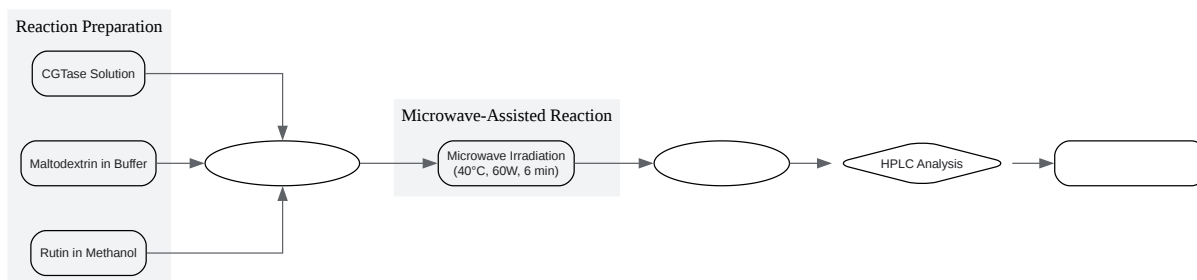 Reaction Preparation
CGTase Solution
Maltodextrin in Buffer
Rutin in Methanol
Microwave-Assisted Reaction
Microwave Irradiation
(40°C, 60W, 6 min)
HPLC Analysis